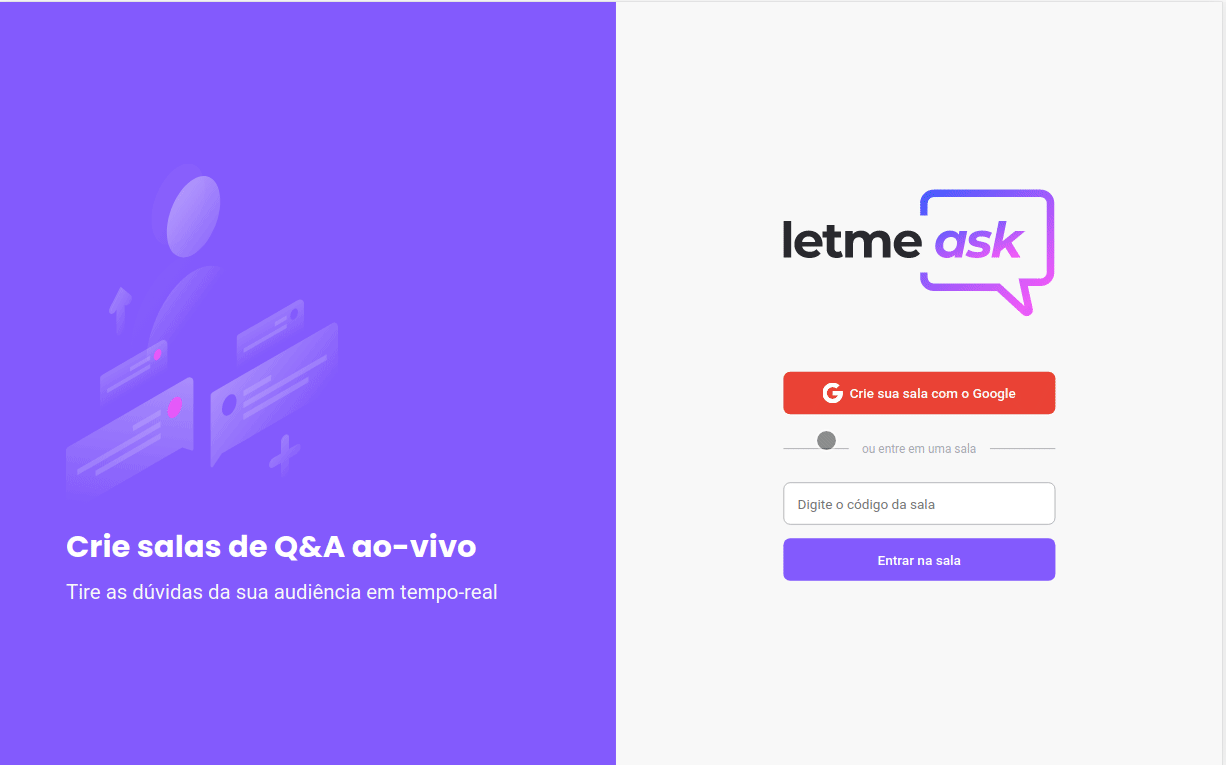 Crie salas de Q&A ao-vivo
Tire as dúvidas da sua audiência em tempo-real
letme ask
Crie sua sala com o Google
ou entre em uma sala
Digite o código da sala
Entrar na sala